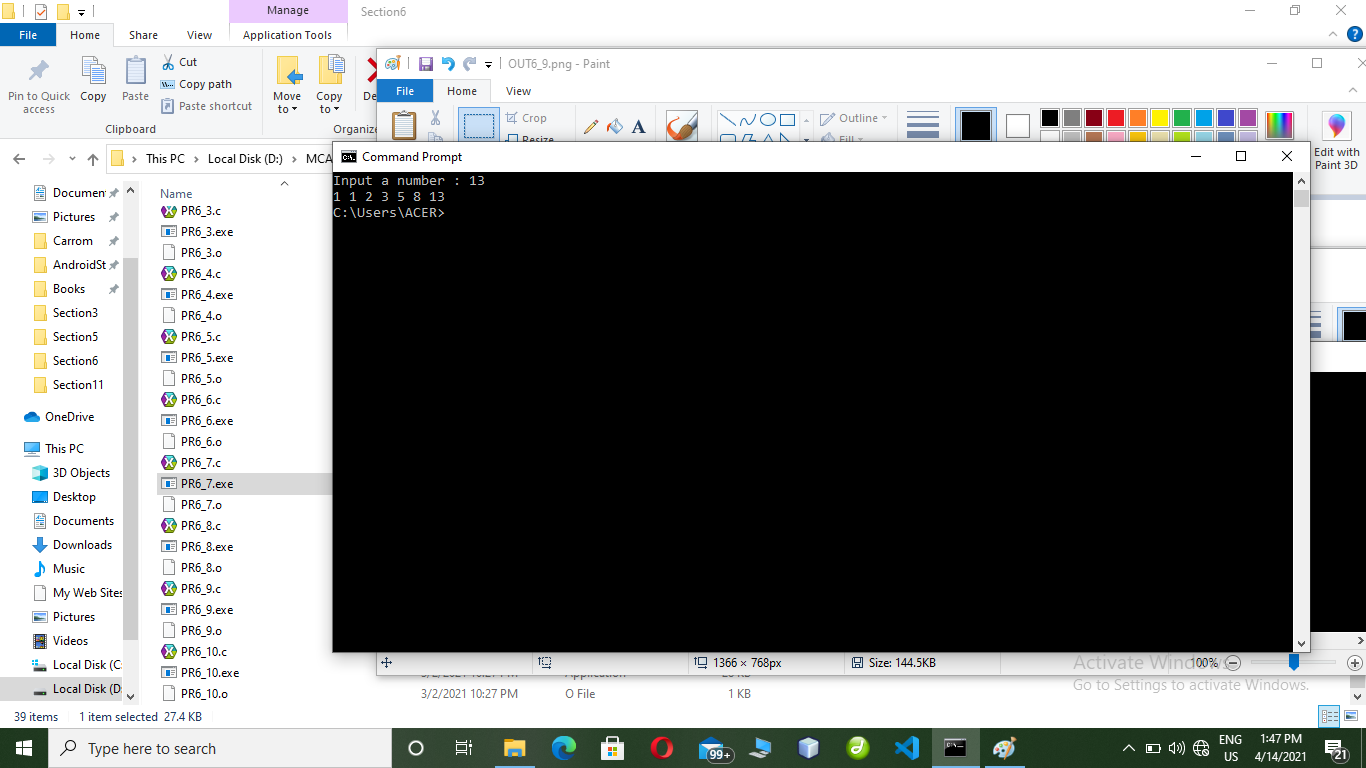 Manage
Section6
File
Home
Share
View
Application Tools
Pin to Quick access
Copy
Paste
Cut
Copy path
Paste shortcut
Move to
Copy to
Clipboard
Organiz
OUT6_9.png - Paint
File
Home
View
Crop
Resize
A
Outline
Fill
Edit with Paint 3D
This PC
Local Disk (D:)
MCA
Command Prompt
Input a number : 13
1 1 2 3 5 8 13
C:\Users\ACER>
Documen
Pictures
Carrom
AndroidSt
Books
Section3
Section5
Section6
Section11
OneDrive
This PC
3D Objects
Desktop
Documents
Downloads
Music
My Web Sites
Pictures
Videos
Local Disk (C
Local Disk (D
Name
PR6_3.c
PR6_3.exe
PR6_3.o
PR6_4.c
PR6_4.exe
PR6_4.o
PR6_5.c
PR6_5.exe
PR6_5.o
PR6_6.c
PR6_6.exe
PR6_6.o
PR6_7.c
PR6_7.exe
PR6_7.o
PR6_8.c
PR6_8.exe
PR6_8.o
PR6_9.c
PR6_9.exe
PR6_9.o
PR6_10.c
PR6_10.exe
PR6_10.o
1366 × 768px
Size: 144.5KB
100%
3/2/2021 10:27 PM
O File
1 KB
Activate Windows
Go to Settings to activate Windows.
39 items
1 item selected 27.4 KB
Type here to search
99+
ENG
US
1:47 PM
4/14/2021
21